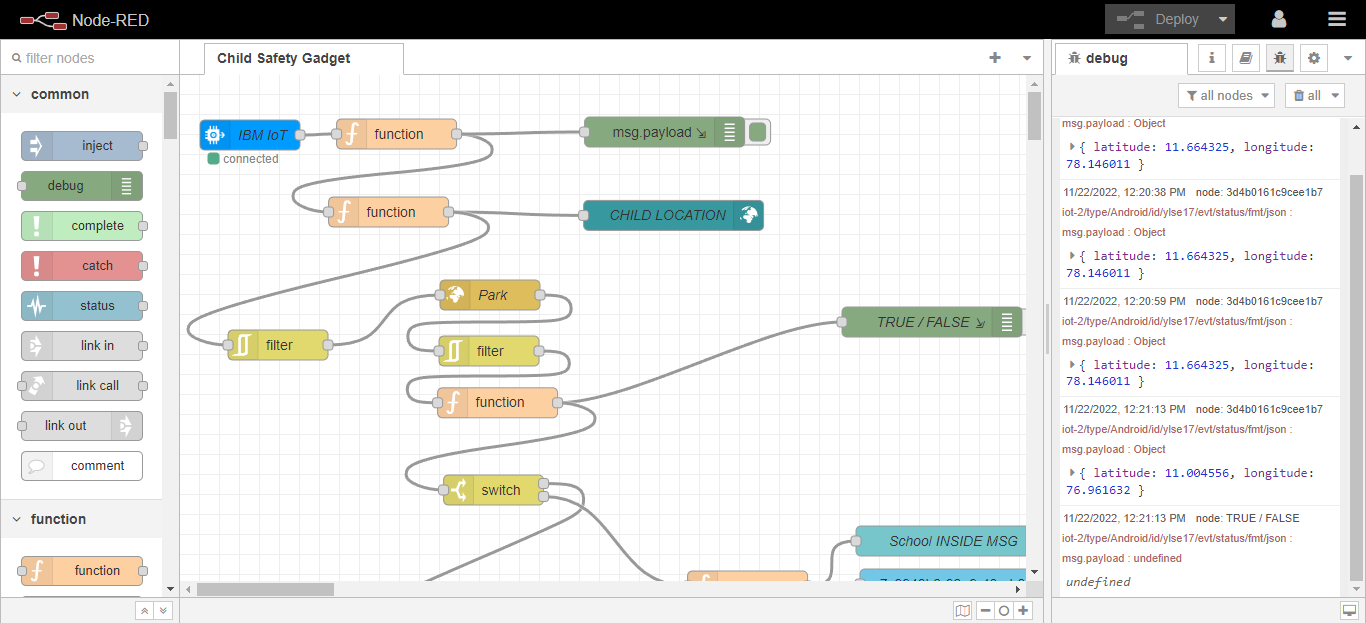 Node-RED
Deploy
filter nodes
common
inject
debug
complete
catch
status
link in
link call
link out
comment
function
function
Child Safety Gadget
IBM IoT
connected
function
msg.payload
function
CHILD LOCATION
Park
filter
filter
function
TRUE / FALSE
switch
School INSIDE MSG
debug
i
all nodes
all
msg.payload : Object
{ latitude: 11.664325, longitude:
78.146011 }
11/22/2022, 12:20:38 PM node: 3d4b0161c9cee1b7
iot-2/type/Android/id/ylse17/evt/status/fmt/json :
msg.payload : Object
{ latitude: 11.664325, longitude:
78.146011 }
11/22/2022, 12:20:59 PM node: 3d4b0161c9cee1b7
iot-2/type/Android/id/ylse17/evt/status/fmt/json :
msg.payload : Object
{ latitude: 11.664325, longitude:
78.146011 }
11/22/2022, 12:21:13 PM node: 3d4b0161c9cee1b7
iot-2/type/Android/id/ylse17/evt/status/fmt/json :
msg.payload : Object
{ latitude: 11.004556, longitude:
76.961632 }
11/22/2022, 12:21:13 PM node: TRUE / FALSE
iot-2/type/Android/id/ylse17/evt/status/fmt/json :
msg.payload : undefined
undefined